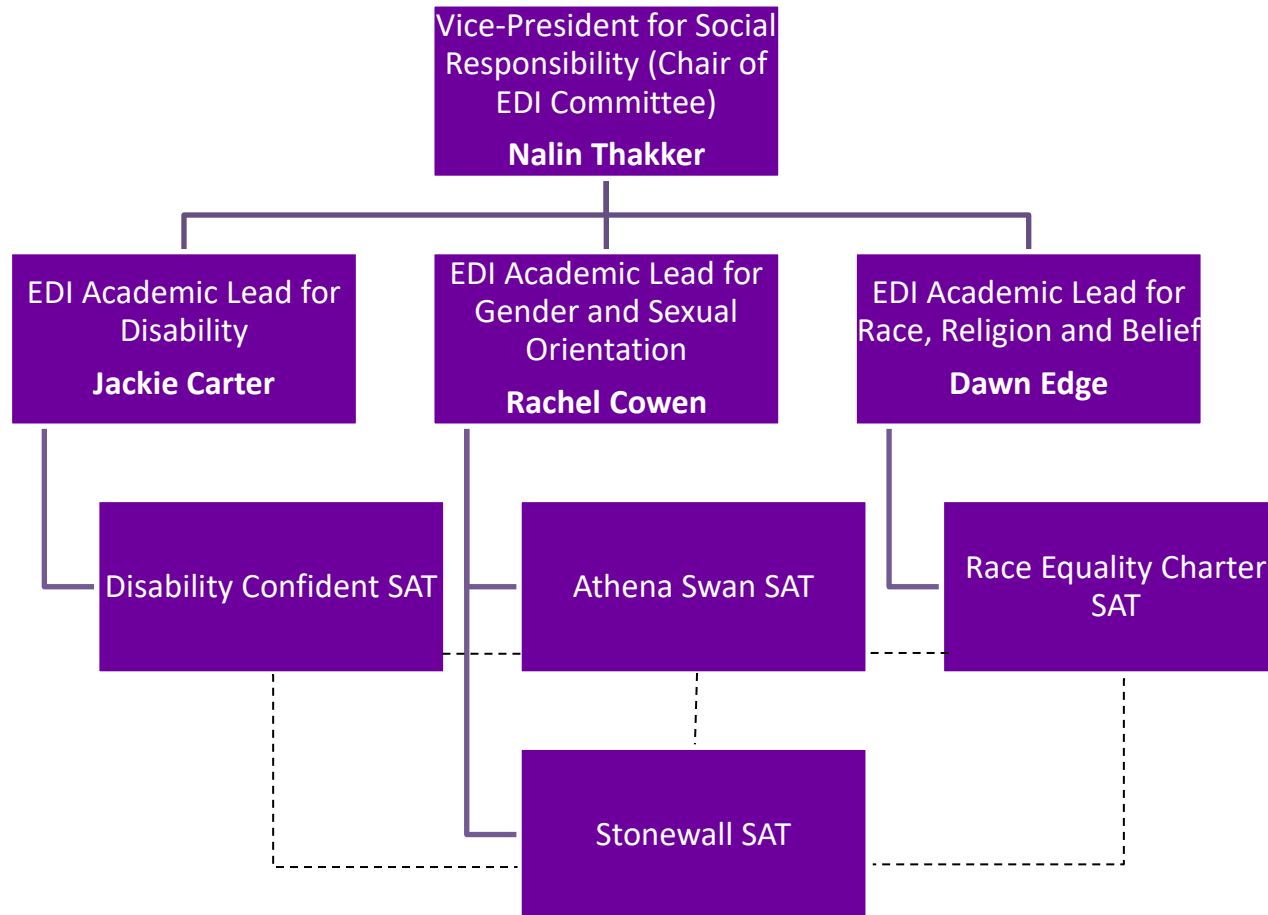 Vice-President for Social
Responsibility (Chair of
EDI Committee)
Nalin Thakker
EDI Academic Lead for
Disability
Jackie Carter
EDI Academic Lead for
Gender and Sexual
Orientation
Rachel Cowen
EDI Academic Lead for
Race, Religion and Belief
Dawn Edge
Disability Confident SAT
Athena Swan SAT
Race Equality Charter
SAT
Stonewall SAT